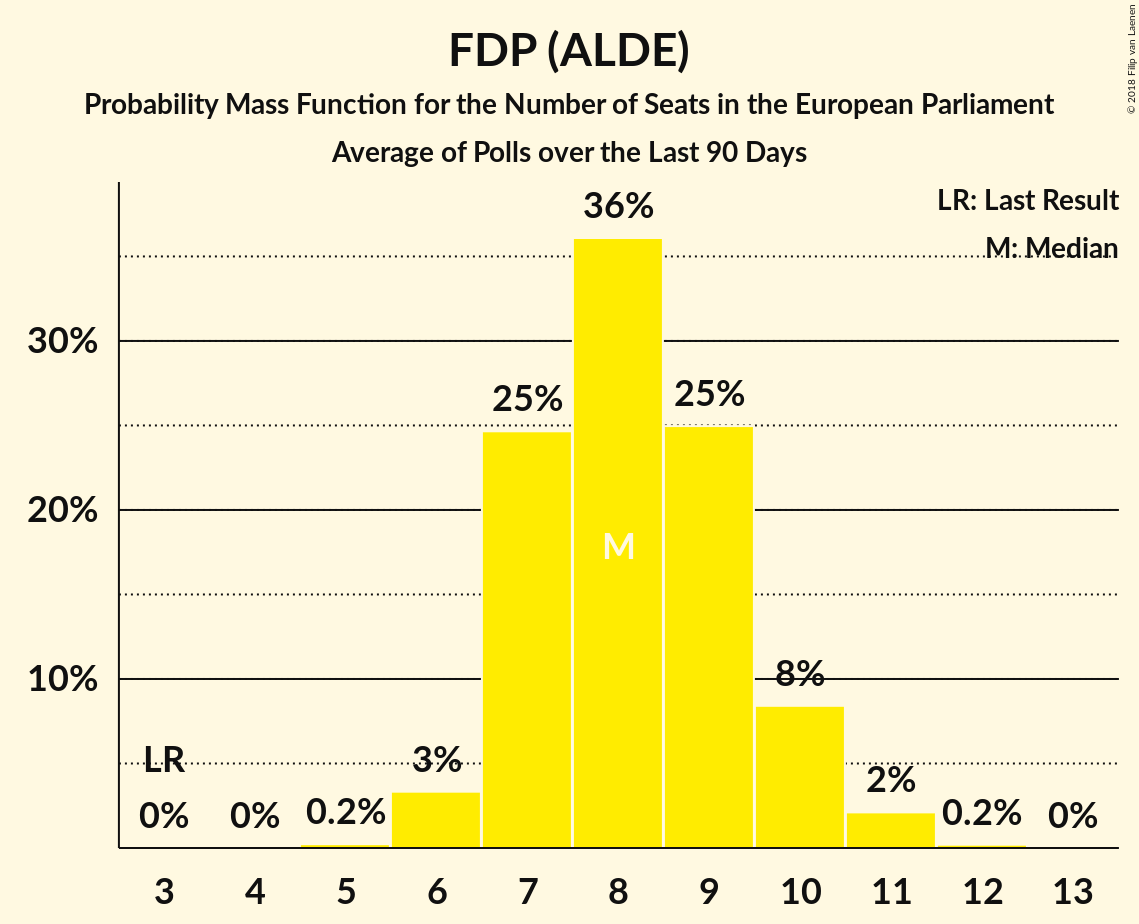 FDP (ALDE)
Probability Mass Function for the Number of Seats in the European Parliament
Average of Polls over the Last 90 Days
© 2018 Filip van Laenen
LR: Last Result
M: Median
36%
30%
25%
25%
20%
M
10%
8%
LR
3%
2%
0%
0%
0.2%
0.2%
0%
3 4 5 6 7 8 9 10 11 12 13